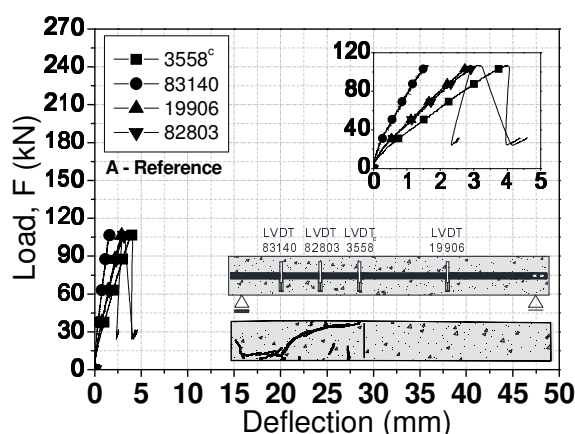 270
240
210
180
150
120
90
60
30
0
Load, F (kN)
3558c
83140
19906
82803
A - Reference
120
80
40
0
0 1 2 3 4 5
LVDT LVDT LVDT LVDT
83140 82803 3558 19906
0 5 10 15 20 25 30 35 40 45 50
Deflection (mm)